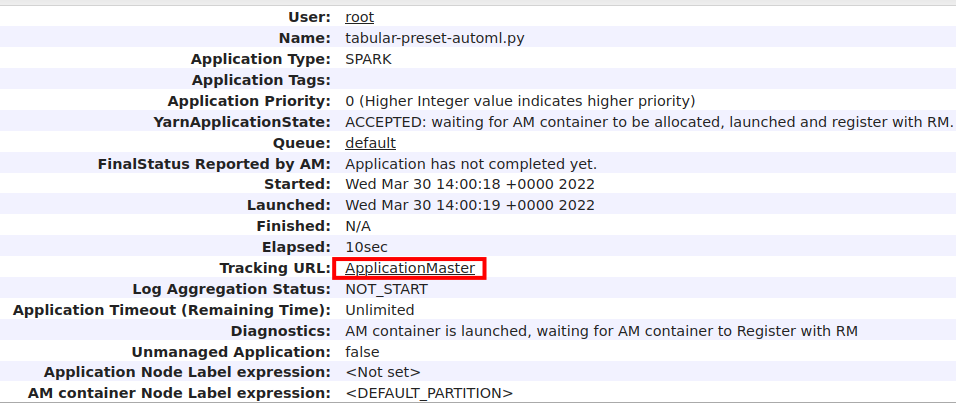 User: root
Name: tabular-preset-automl.py
Application Type: SPARK
Application Tags:
Application Priority: 0 (Higher Integer value indicates higher priority)
YarnApplicationState: ACCEPTED: waiting for AM container to be allocated, launched and register with RM.
Queue: default
FinalStatus Reported by AM: Application has not completed yet.
Started: Wed Mar 30 14:00:18 +0000 2022
Launched: Wed Mar 30 14:00:19 +0000 2022
Finished: N/A
Elapsed: 10sec
Tracking URL: ApplicationMaster
Log Aggregation Status: NOT_START
Application Timeout (Remaining Time): Unlimited
Diagnostics: AM container is launched, waiting for AM container to Register with RM
Unmanaged Application: false
Application Node Label expression: <Not set>
AM container Node Label expression: <DEFAULT_PARTITION>